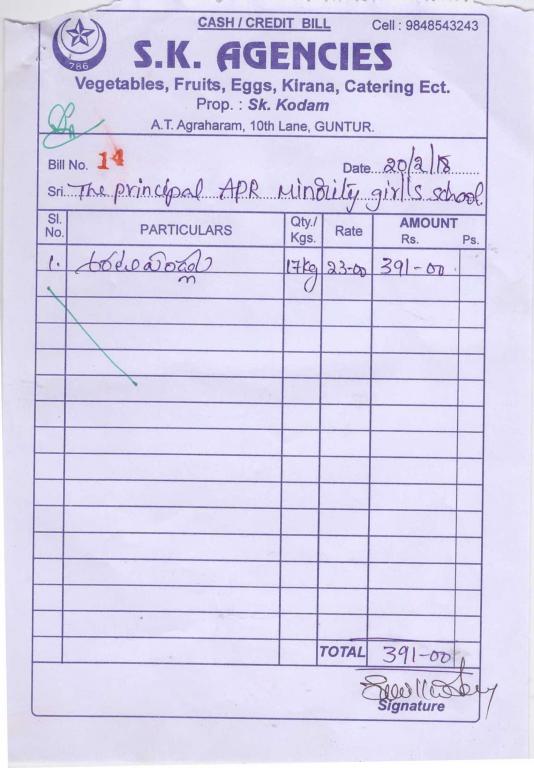 CASH / CREDIT BILL
Cell : 9848543243
786
S.K. AGENCIES
Vegetables, Fruits, Eggs, Kirana, Catering Ect.
Prop. : Sk. Kodam
A.T. Agraharam, 10th Lane, GUNTUR.
Bill No. 14
Date 20/2/18
Sri. The principal APR Minority girl's school.
Sl. No. PARTICULARS Qty./ Kgs. Rate AMOUNT Rs. Ps.
1. 17kg 23-00 391-00
TOTAL 391-00
Signature